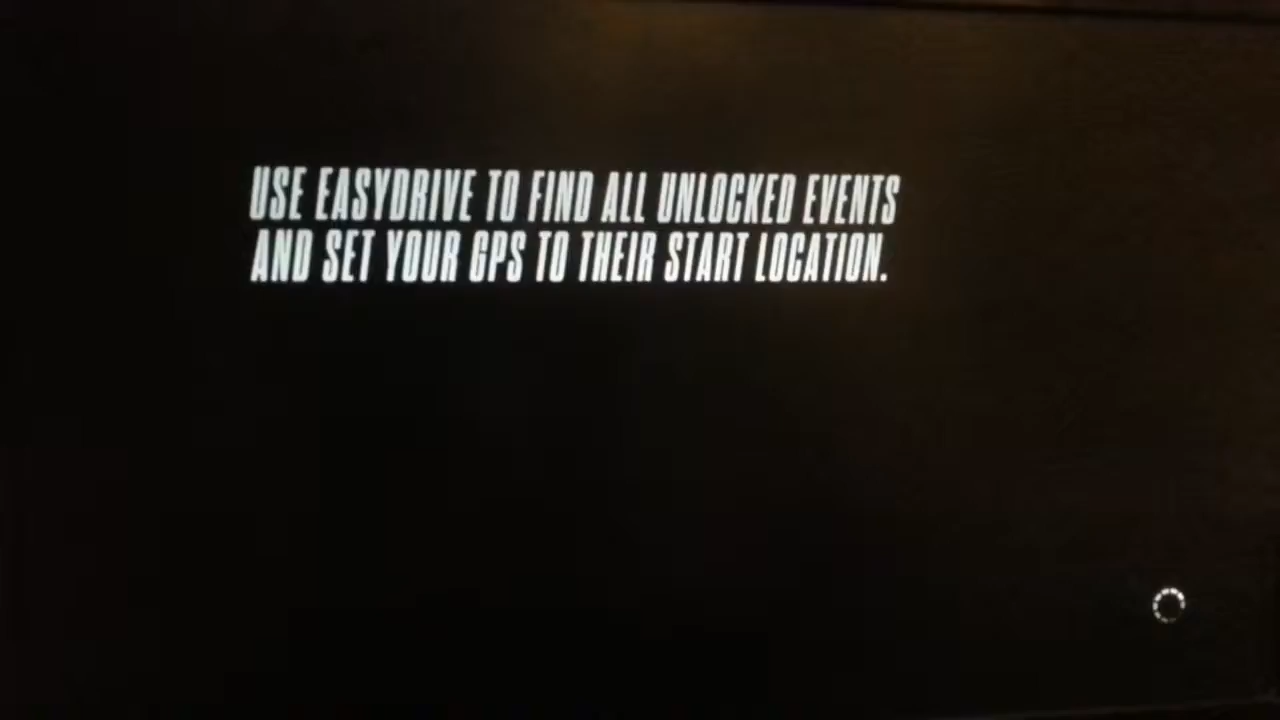 USE EASYDRIVE TO FIND ALL UNLOCKED EVENTS
AND SET YOUR GPS TO THEIR START LOCATION.